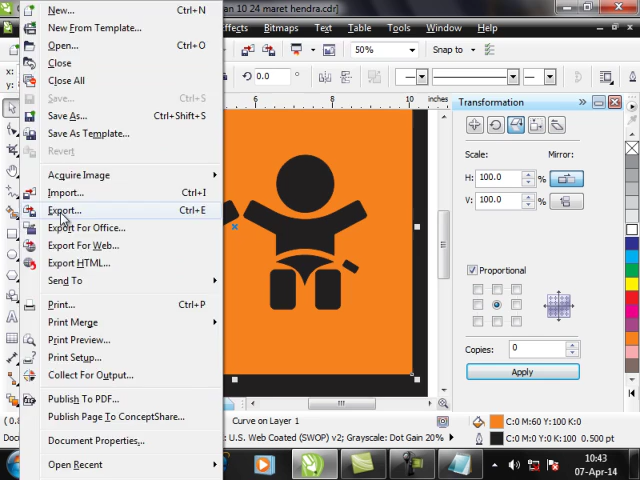 New... Ctrl+N
an 10 24 maret hendra.cdr]
New From Template...
Effects Bitmaps Text Table Tools Window Help
Open... Ctrl+O
50% Snap to
Close
x:
y:
0.0
Close All
Save... Ctrl+S
6 8 10 inches
Transformation
Save As... Ctrl+Shift+S
Save As Template...
Revert
Scale: Mirror:
Acquire Image
H: 100.0 %
Import... Ctrl+I
V: 100.0 %
Export... Ctrl+E
Export For Office...
Export For Web...
Export HTML...
Proportional
Send To
Print... Ctrl+P
Print Merge
Print Preview...
Copies: 0
Print Setup...
Apply
Collect For Output...
Publish To PDF...
Publish Page To ConceptShare...
( 0.8
Curve on Layer 1
C:0 M:60 Y:100 K:0
Docu
: U.S. Web Coated (SWOP) v2; Grayscale: Dot Gain 20%
C:0 M:0 Y:0 K:100 0.500 pt
Document Properties...
Open Recent
10:43
07-Apr-14